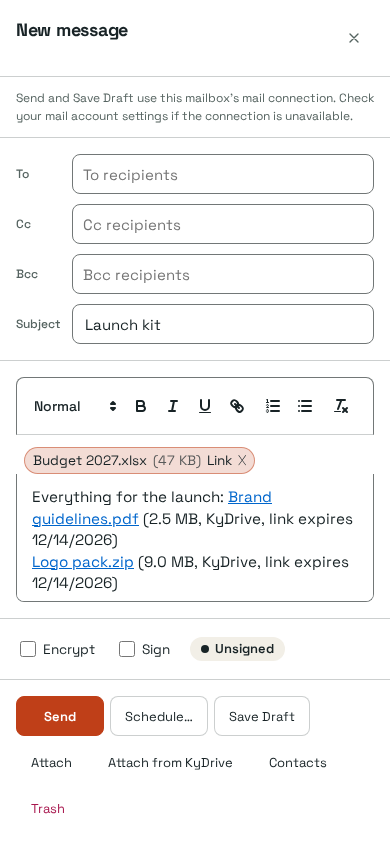 New message
Send and Save Draft use this mailbox's mail connection. Check
your mail account settings if the connection is unavailable.
To
To recipients
Cc
Cc recipients
Bcc
Bcc recipients
Subject
Launch kit
Normal
Budget 2027.xlsx (47 KB) Link X
Everything for the launch: Brand
guidelines.pdf (2.5 MB, KyDrive, link expires
12/14/2026)
Logo pack.zip (9.0 MB, KyDrive, link expires
12/14/2026)
Encrypt
Sign
Unsigned
Send
Schedule...
Save Draft
Attach
Attach from KyDrive
Contacts
Trash